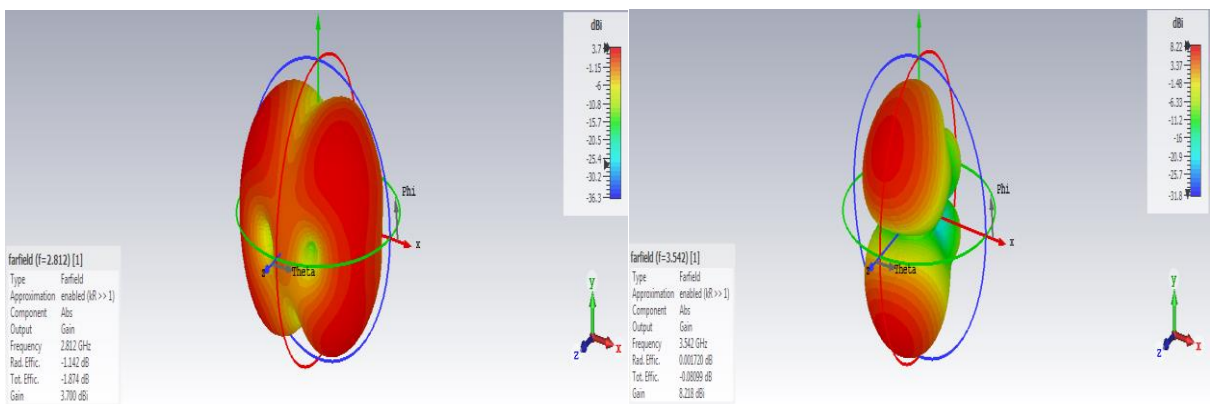 dBi
3.7
-1.15
-6
-10.8
-15.7
-20.5
-25.4
-30.2
-36.3
Phi
x
z
Theta
farfield (f=2.812) [1]
Type Farfield
Approximation enabled (kR >> 1)
Component Abs
Output Gain
Frequency 2.812 GHz
Rad. Effic. -1.142 dB
Tot. Effic. -1.874 dB
Gain 3.700 dBi
y
z
x
dBi
8.22
3.37
-1.48
-6.33
-11.2
-16
-20.9
-25.7
-31.8
Phi
x
z
Theta
farfield (f=3.542) [1]
Type Farfield
Approximation enabled (kR >> 1)
Component Abs
Output Gain
Frequency 3.542 GHz
Rad. Effic. 0.001720 dB
Tot. Effic. -0.08099 dB
Gain 8.218 dBi
y
z
x